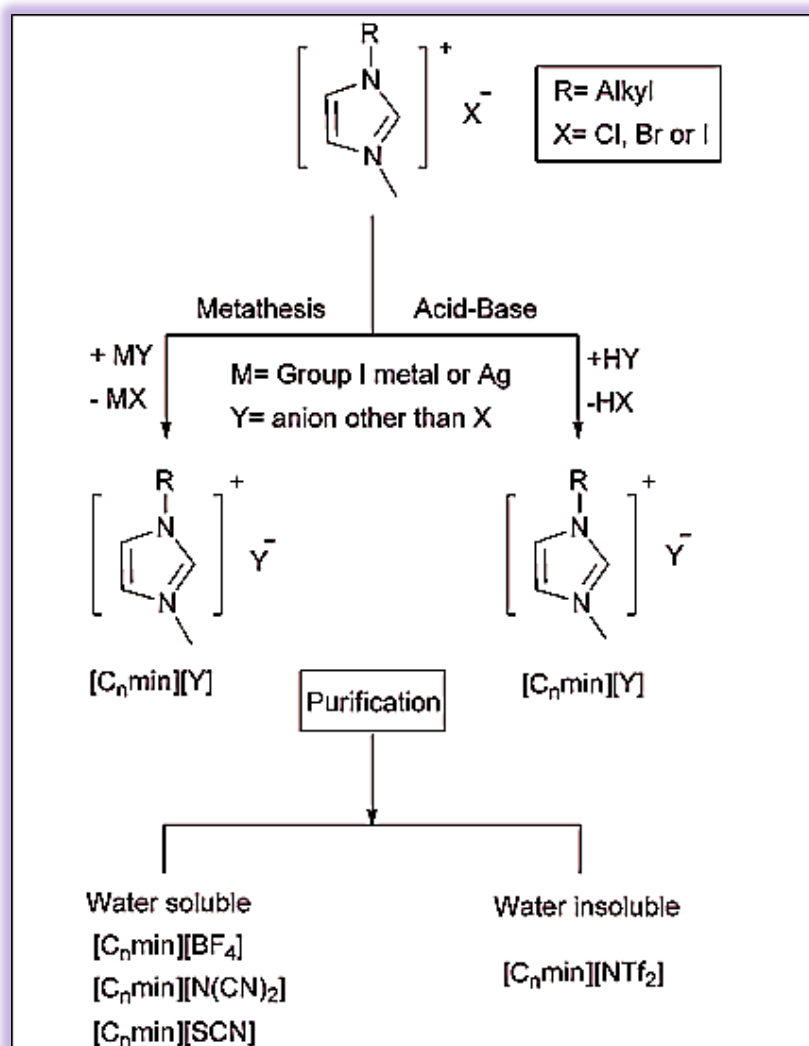 R
N
N
+
X⁻
R= Alkyl
X= Cl, Br or I
Metathesis
Acid-Base
+ MY
- MX
M= Group I metal or Ag
Y= anion other than X
+HY
-HX
R
N
N
+
Y⁻
[Cₙmin][Y]
R
N
N
+
Y⁻
[Cₙmin][Y]
Purification
Water soluble
[Cₙmin][BF₄]
[Cₙmin][N(CN)₂]
[Cₙmin][SCN]
Water insoluble
[Cₙmin][NTf₂]